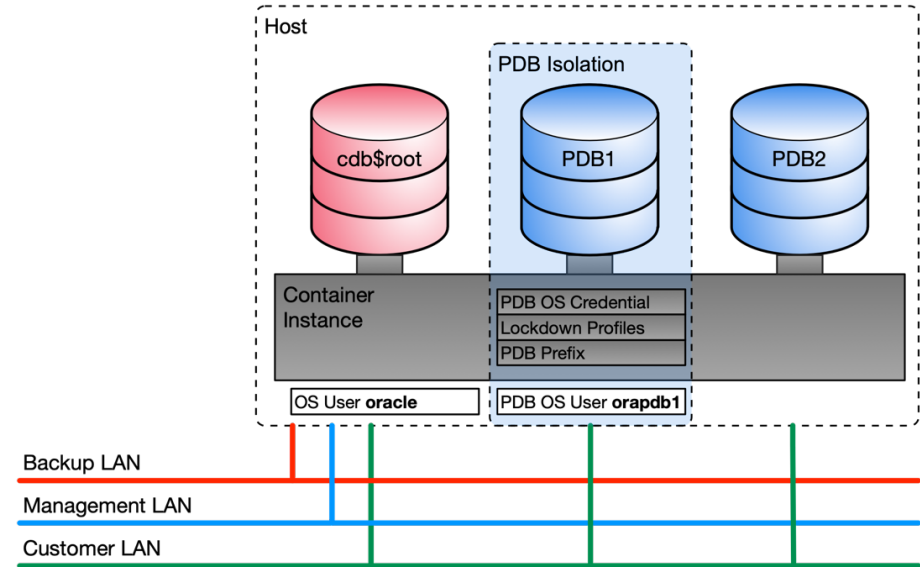 Host
PDB Isolation
cdb$root
PDB1
PDB2
Container
Instance
PDB OS Credential
Lockdown Profiles
PDB Prefix
OS User oracle
PDB OS User orapdb1
Backup LAN
Management LAN
Customer LAN